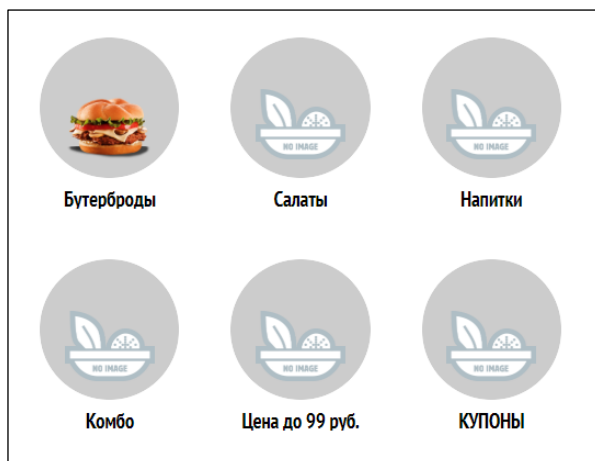 Бутерброды
NO IMAGE
Салаты
NO IMAGE
Напитки
NO IMAGE
Комбо
NO IMAGE
Цена до 99 руб.
NO IMAGE
КУПОНЫ